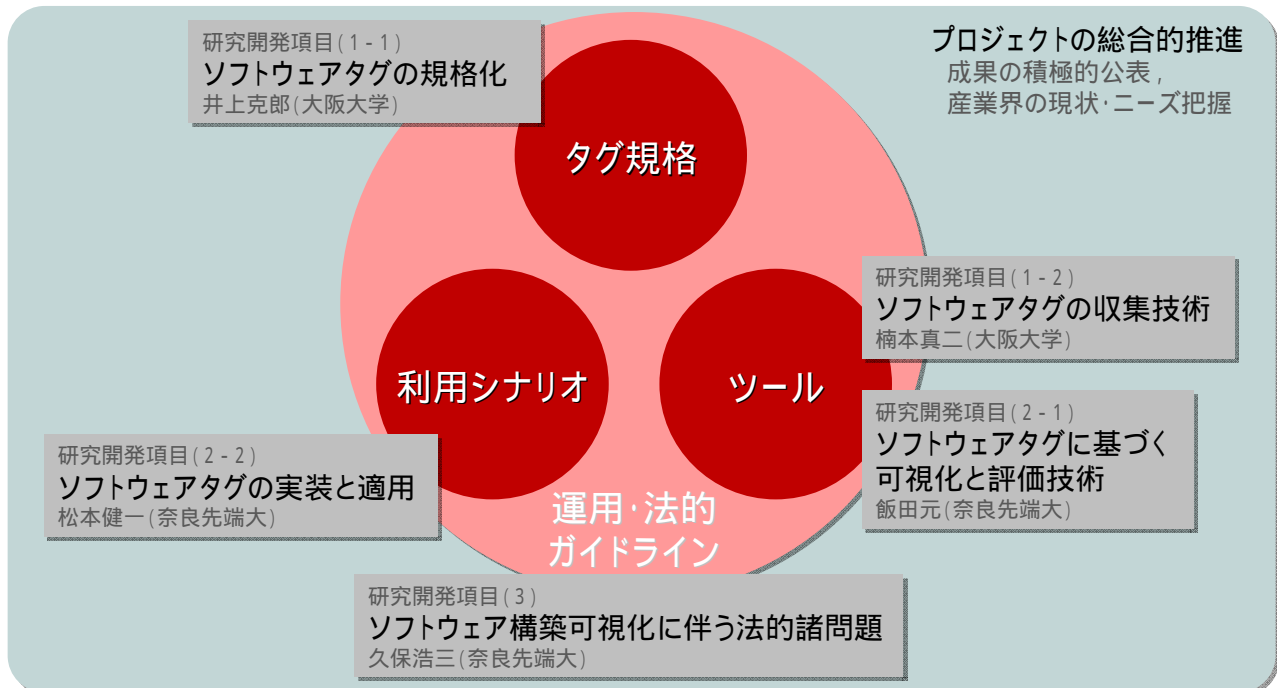 研究開発項目(1-1)
ソフトウェアタグの規格化
井上克郎(大阪大学)
プロジェクトの総合的推進
成果の積極的公表,
産業界の現状・ニーズ把握
タグ規格
研究開発項目(1-2)
ソフトウェアタグの収集技術
楠本真二(大阪大学)
利用シナリオ
ツール
研究開発項目(2-1)
ソフトウェアタグに基づく
可視化と評価技術
飯田元(奈良先端大)
研究開発項目(2-2)
ソフトウェアタグの実装と適用
松本健一(奈良先端大)
運用・法的
ガイドライン
研究開発項目(3)
ソフトウェア構築可視化に伴う法的諸問題
久保浩三(奈良先端大)